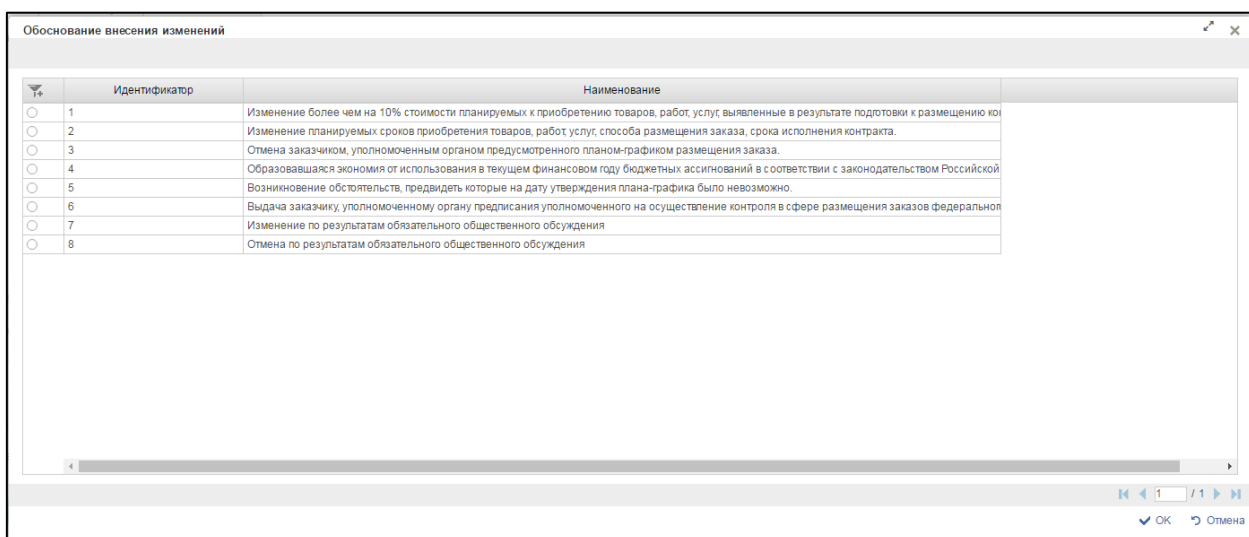 Обоснование внесения изменений
Идентификатор Наименование
1 Изменение более чем на 10% стоимости планируемых к приобретению товаров, работ, услуг, выявленные в результате подготовки к размещению
2 Изменение планируемых сроков приобретения товаров, работ, услуг, способа размещения заказа, срока исполнения контракта.
3 Отмена заказчиком, уполномоченным органом предусмотренного планом-графиком размещения заказа.
4 Образовавшаяся экономия от использования в текущем финансовом году бюджетных ассигнований в соответствии с законодательством Российской
5 Возникновение обстоятельств, предвидеть которые на дату утверждения плана-графика было невозможно.
6 Выдача заказчику, уполномоченному органу предписания уполномоченного на осуществление контроля в сфере размещения заказов
7 Изменение по результатам обязательного общественного обсуждения
8 Отмена по результатам обязательного общественного обсуждения
1 / 1
OK Отмена